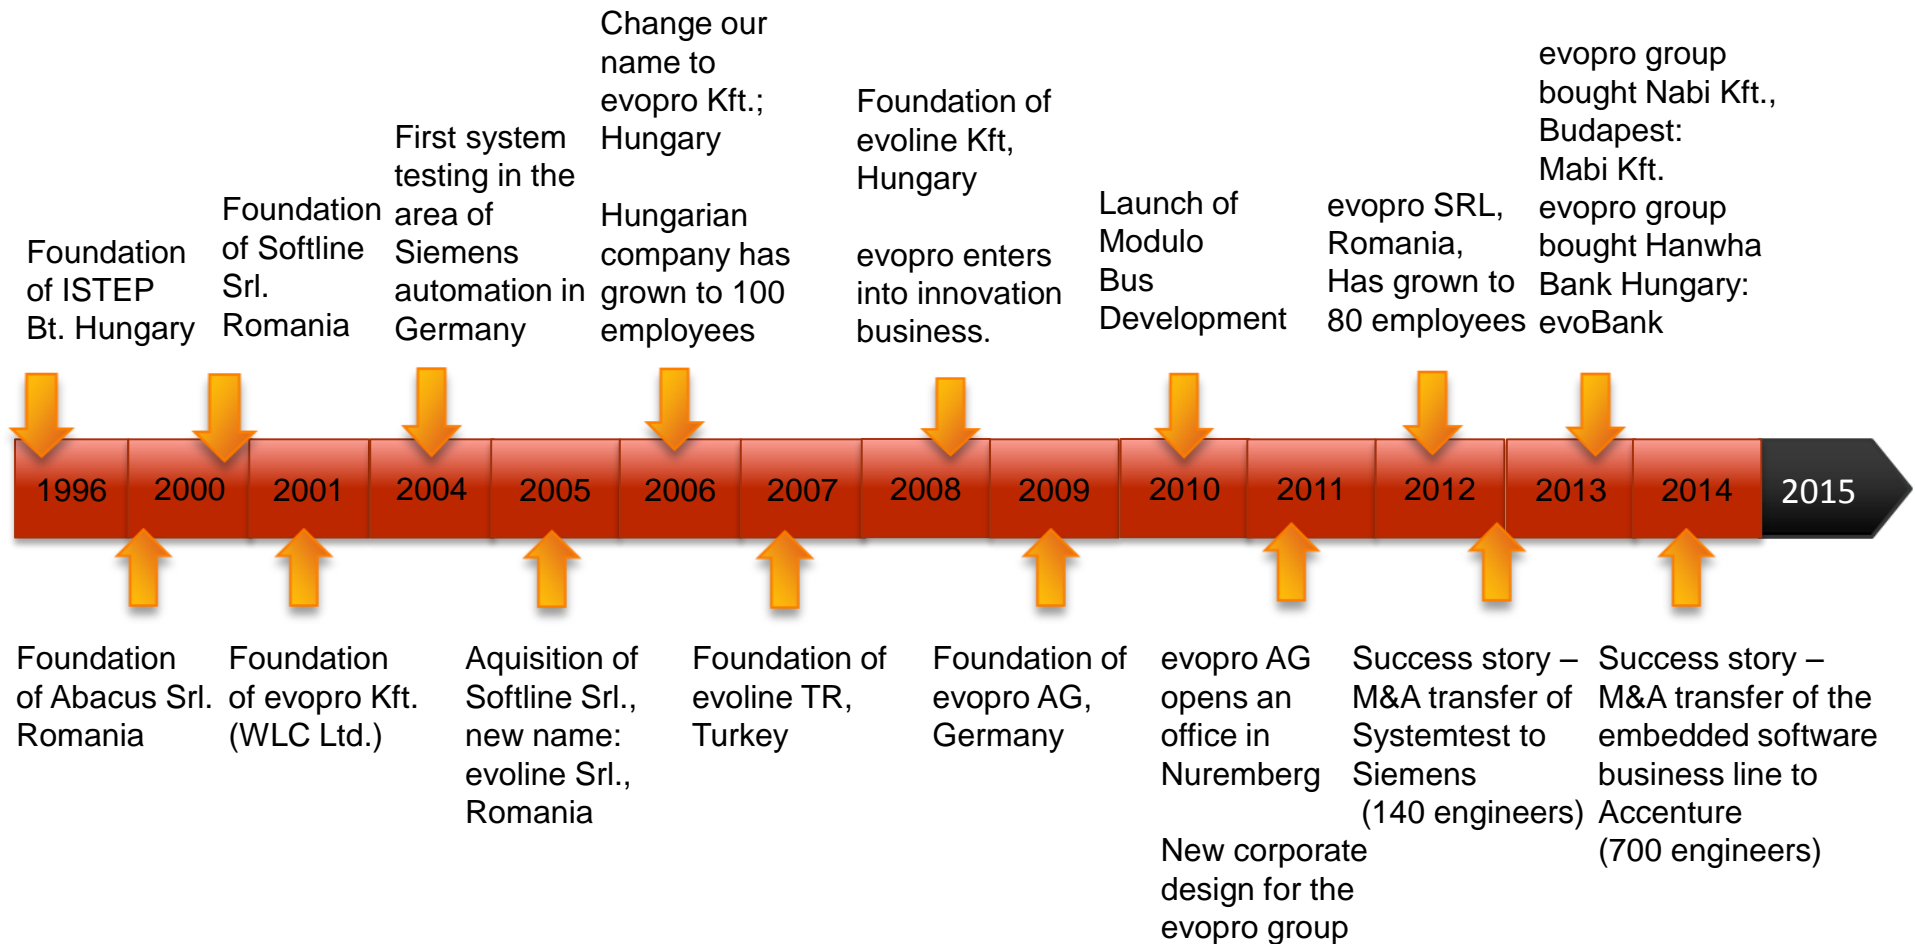 Foundation
of ISTEP
Bt. Hungary
Foundation
of Softline
Srl.
Romania
First system
testing in the
area of
Siemens
automation in
Germany
Change our
name to
evopro Kft.;
Hungary
Hungarian
company has
grown to 100
employees
Foundation of
evoline Kft,
Hungary
evopro enters
into innovation
business.
Launch of
Modulo
Bus
Development
evopro SRL,
Romania,
Has grown to
80 employees
evopro group
bought Nabi Kft.,
Budapest:
Mabi Kft.
evopro group
bought Hanwha
Bank Hungary:
evoBank
1996
2000
2001
2004
2005
2006
2007
2008
2009
2010
2011
2012
2013
2014
2015
Foundation
of Abacus Srl.
Romania
Foundation
of evopro Kft.
(WLC Ltd.)
Aquisition of
Softline Srl.,
new name:
evoline Srl.,
Romania
Foundation of
evoline TR,
Turkey
Foundation of
evopro AG,
Germany
evopro AG
opens an
office in
Nuremberg
New corporate
design for the
evopro group
Success story –
M&A transfer of
Systemtest to
Siemens
(140 engineers)
Success story –
M&A transfer of the
embedded software
business line to
Accenture
(700 engineers)